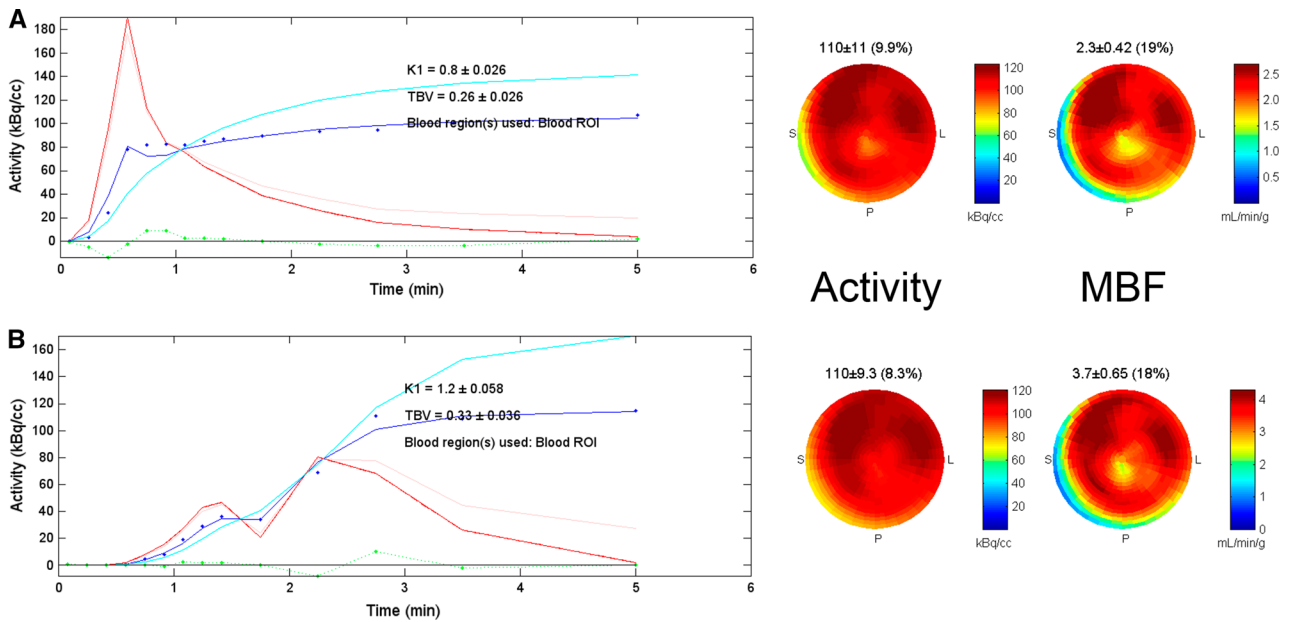 A
Activity (kBq/cc)
180
160
140
120
100
80
60
40
20
0
K1 = 0.8 ± 0.026
TBV = 0.26 ± 0.026
Blood region(s) used: Blood ROI
0 1 2 3 4 5 6
Time (min)
110±11 (9.9%)
S L
P
120
100
80
60
40
20
kBq/cc
2.3±0.42 (19%)
S L
P
2.5
2.0
1.5
1.0
0.5
mL/min/g
Activity MBF
B
Activity (kBq/cc)
160
140
120
100
80
60
40
20
0
K1 = 1.2 ± 0.058
TBV = 0.33 ± 0.036
Blood region(s) used: Blood ROI
0 1 2 3 4 5 6
Time (min)
110±9.3 (8.3%)
S L
P
120
100
80
60
40
20
kBq/cc
3.7±0.65 (18%)
S L
P
4
3
2
1
0
mL/min/g